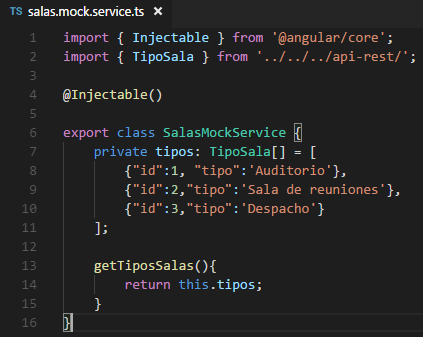 TS salas.mock.service.ts ×
1 import { Injectable } from '@angular/core';
2 import { TipoSala } from '../../../api-rest/';
3
4 @Injectable()
5
6 export class SalasMockService {
7 private tipos: TipoSala[] = [
8 {"id":1, "tipo":'Auditorio'},
9 {"id":2,"tipo":'Sala de reuniones'},
10 {"id":3,"tipo":'Despacho'}
11 ];
12
13 getTiposSalas(){
14 return this.tipos;
15 }
16 }